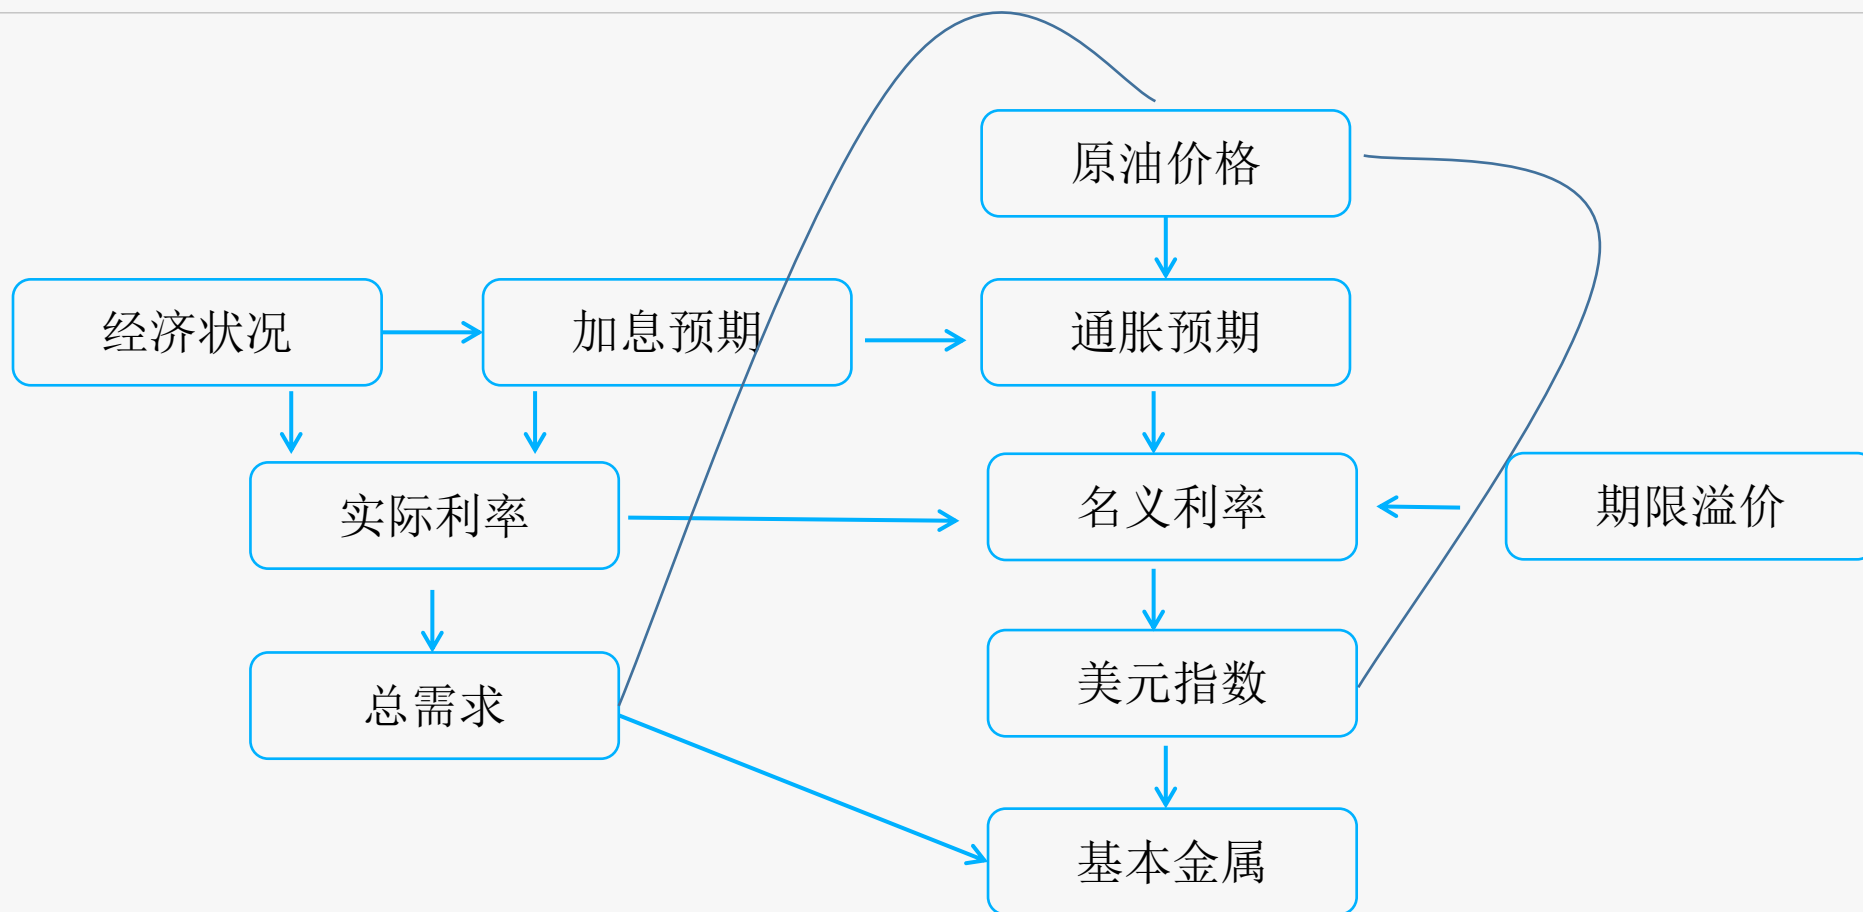 原油价格
经济状况
加息预期
通胀预期
实际利率
名义利率
期限溢价
总需求
美元指数
基本金属